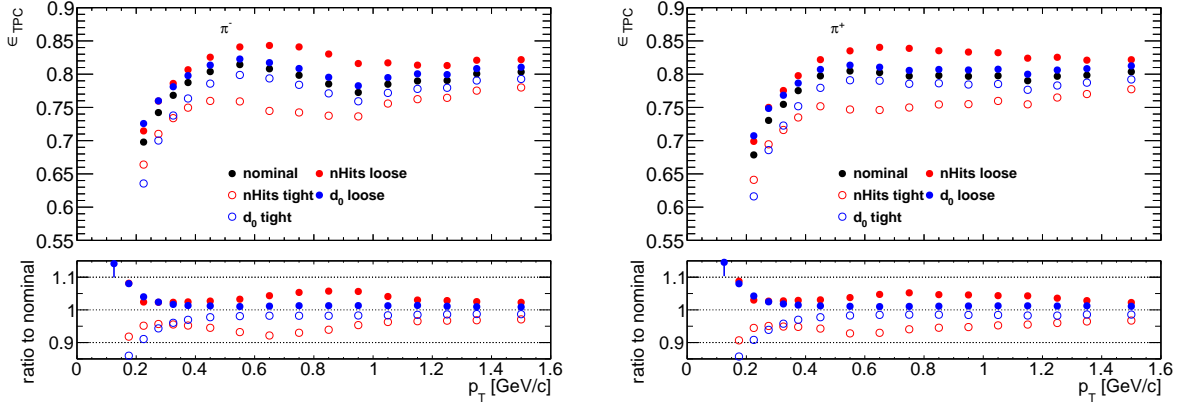 ϵ_TPC
0.9
0.85
0.8
0.75
0.7
0.65
0.6
0.55
π⁻
nominal
nHits loose
nHits tight
d₀ loose
d₀ tight
ratio to nominal
1.1
1
0.9
0 0.2 0.4 0.6 0.8 1 1.2 1.4 1.6
p_T [GeV/c]
ϵ_TPC
0.9
0.85
0.8
0.75
0.7
0.65
0.6
0.55
π⁺
nominal
nHits loose
nHits tight
d₀ loose
d₀ tight
ratio to nominal
1.1
1
0.9
0 0.2 0.4 0.6 0.8 1 1.2 1.4 1.6
p_T [GeV/c]